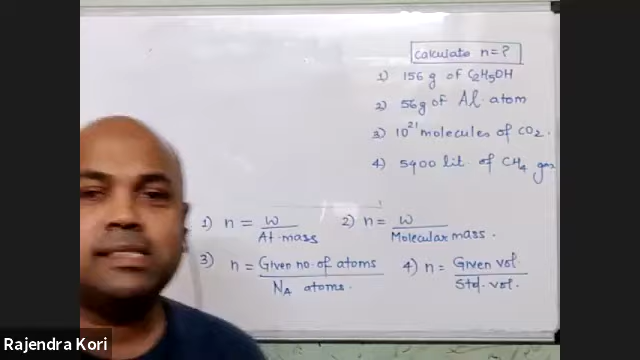 calculate n=?
1) 156 g of C2H5OH
2) 56g of Al atom
3) 10^21 molecules of CO2.
4) 5900 lit. of CH4 gas
1) n = W / At. mass
2) n = W / Molecular mass.
3) n = Given no. of atoms / NA atoms.
4) n = Given vol. / Std. vol.
Rajendra Kori